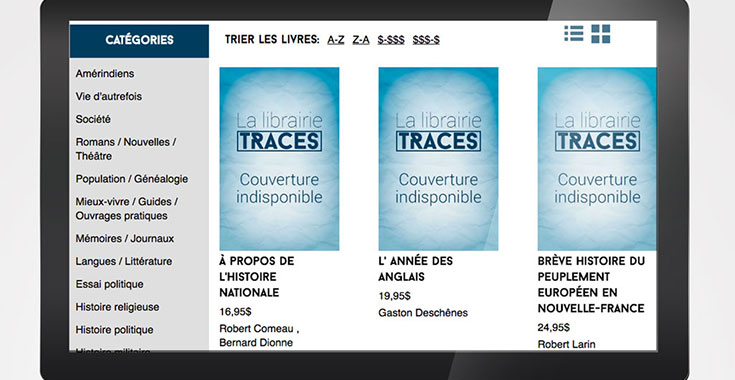 CATÉGORIES
Amérindiens
Vie d'autrefois
Société
Romans / Nouvelles /
Théâtre
Population / Généalogie
Mieux-vivre / Guides /
Ouvrages pratiques
Mémoires / Journaux
Langues / Littérature
Essai politique
Histoire religieuse
Histoire politique
Histoire militaire
TRIER LES LIVRES: A-Z Z-A $-$$$ $$$-$
La librairie
TRACES
Couverture
indisponible
À PROPOS DE
L'HISTOIRE
NATIONALE
16,95$
Robert Comeau ,
Bernard Dionne
La librairie
TRACES
Couverture
indisponible
L' ANNÉE DES
ANGLAIS
19,95$
Gaston Deschênes
La librairie
TRACES
Couverture
indisponible
BRÈVE HISTOIRE DU
PEUPLEMENT
EUROPÉEN EN
NOUVELLE-FRANCE
24,95$
Robert Larin